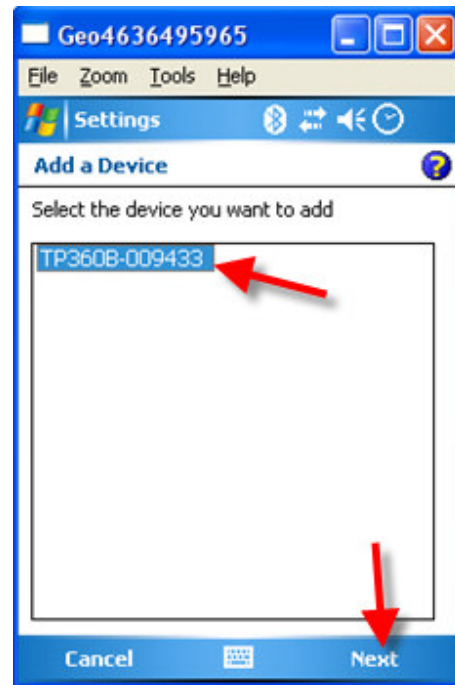 Geo4636495965
File Zoom Tools Help
Settings
Add a Device
Select the device you want to add
TP360B-009433
Cancel Next